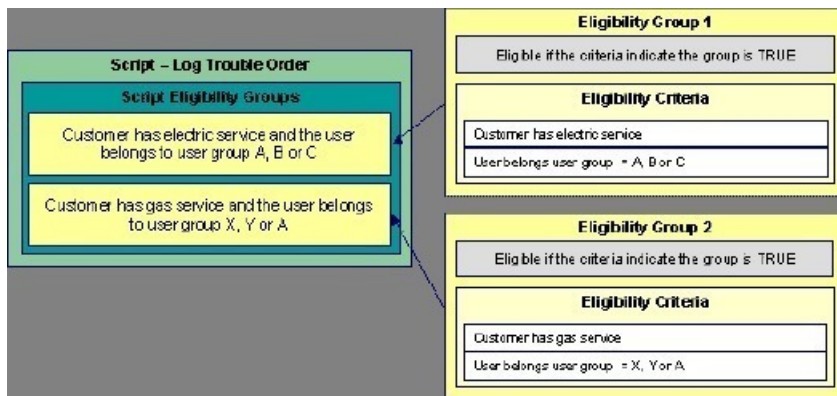 Script – Log Trouble Order
Script Eligibility Groups
Customer has electric service and the user
belongs to user group A, B or C
Customer has gas service and the user belongs
to user group X, Y or A
Eligibility Group 1
Eligible if the criteria indicate the group is TRUE
Eligibility Criteria
Customer has electric service
User belongs user group = A, B or C
Eligibility Group 2
Eligible if the criteria indicate the group is TRUE
Eligibility Criteria
Customer has gas service
User belongs user group = X, Y or A